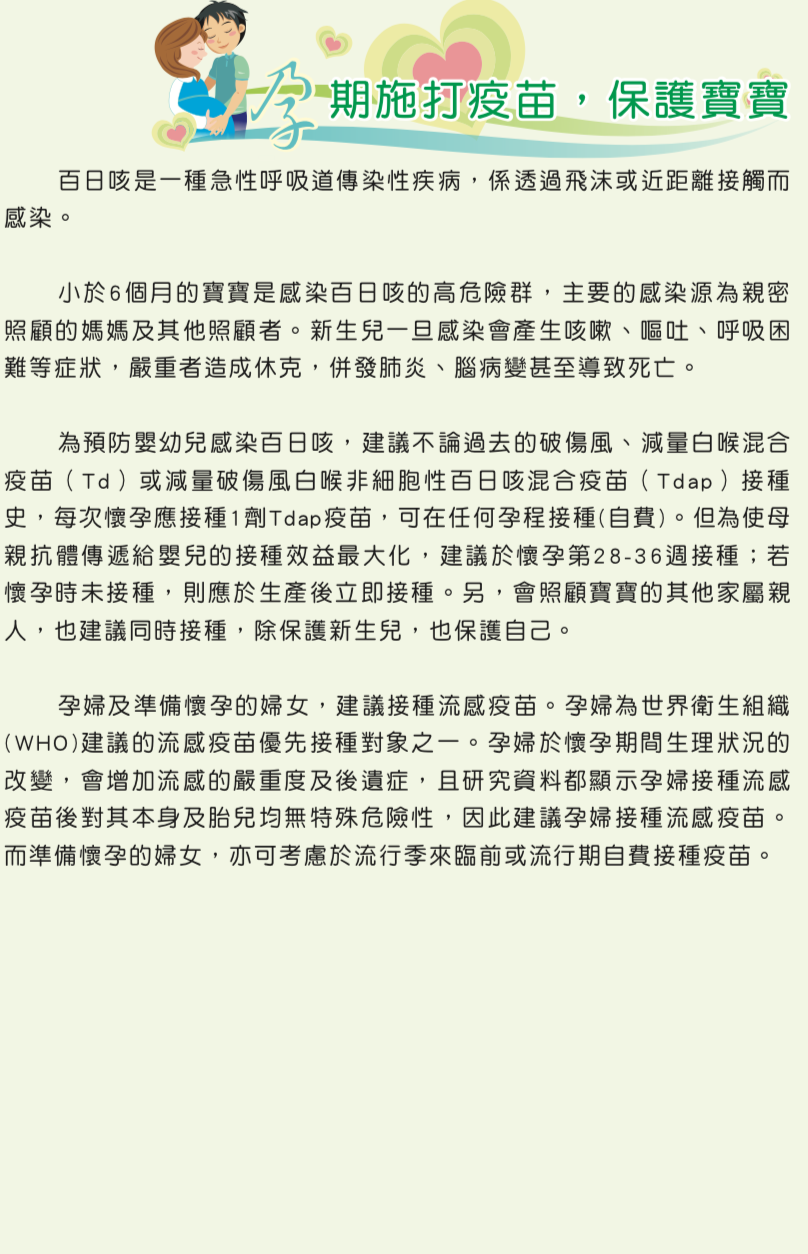 孕期施打疫苗，保護寶寶
百日咳是一種急性呼吸道傳染性疾病，係透過飛沫或近距離接觸而
感染。
小於6個月的寶寶是感染百日咳的高危險群，主要的感染源為親密
照顧的媽媽及其他照顧者。新生兒一旦感染會產生咳嗽、嘔吐、呼吸困
難等症狀，嚴重者造成休克，併發肺炎、腦病變甚至導致死亡。
為預防嬰幼兒感染百日咳，建議不論過去的破傷風、減量白喉混合
疫苗（Td）或減量破傷風白喉非細胞性百日咳混合疫苗（Tdap）接種
史，每次懷孕應接種1劑Tdap疫苗，可在任何孕程接種(自費)。但為使母
親抗體傳遞給嬰兒的接種效益最大化，建議於懷孕第28-36週接種；若
懷孕時未接種，則應於生產後立即接種。另，會照顧寶寶的其他家屬親
人，也建議同時接種，除保護新生兒，也保護自己。
孕婦及準備懷孕的婦女，建議接種流感疫苗。孕婦為世界衛生組織
(WHO)建議的流感疫苗優先接種對象之一。孕婦於懷孕期間生理狀況的
改變，會增加流感的嚴重度及後遺症，且研究資料都顯示孕婦接種流感
疫苗後對其本身及胎兒均無特殊危險性，因此建議孕婦接種流感疫苗。
而準備懷孕的婦女，亦可考慮於流行季來臨前或流行期自費接種疫苗。